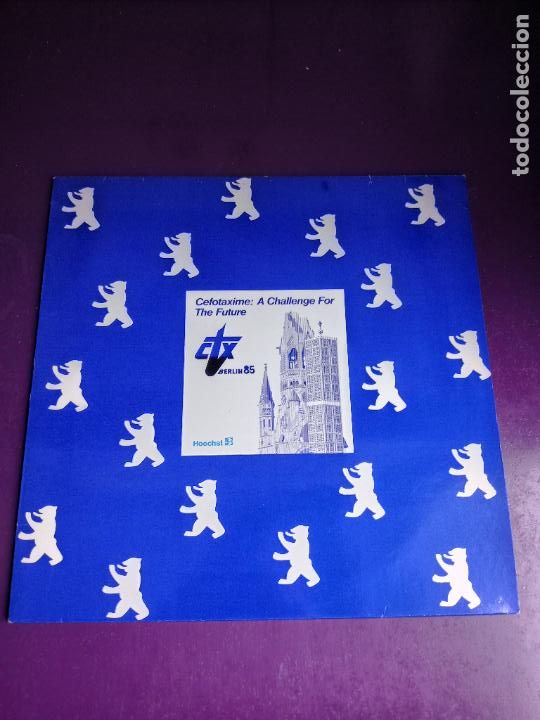 Cefotaxime: A Challenge For
The Future
ctx
BERLIN 85
Hoechst
todocoleccion